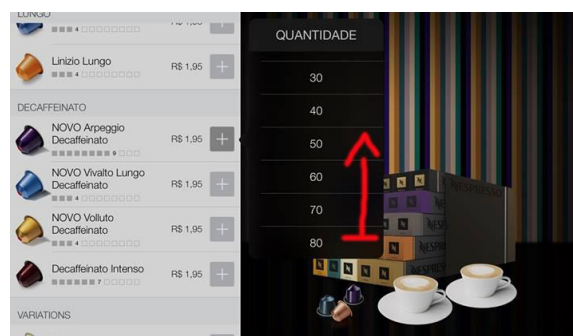 LUNGO
4
Linizio Lungo
4
R$ 1,95
+
DECAFFEINATO
NOVO Arpeggio
Decaffeinato
9
R$ 1,95
+
NOVO Vivalto Lungo
Decaffeinato
4
R$ 1,95
+
NOVO Volluto
Decaffeinato
4
R$ 1,95
+
Decaffeinato Intenso
7
R$ 1,95
+
VARIATIONS
QUANTIDADE
30
40
50
60
70
80
NESPRESSO